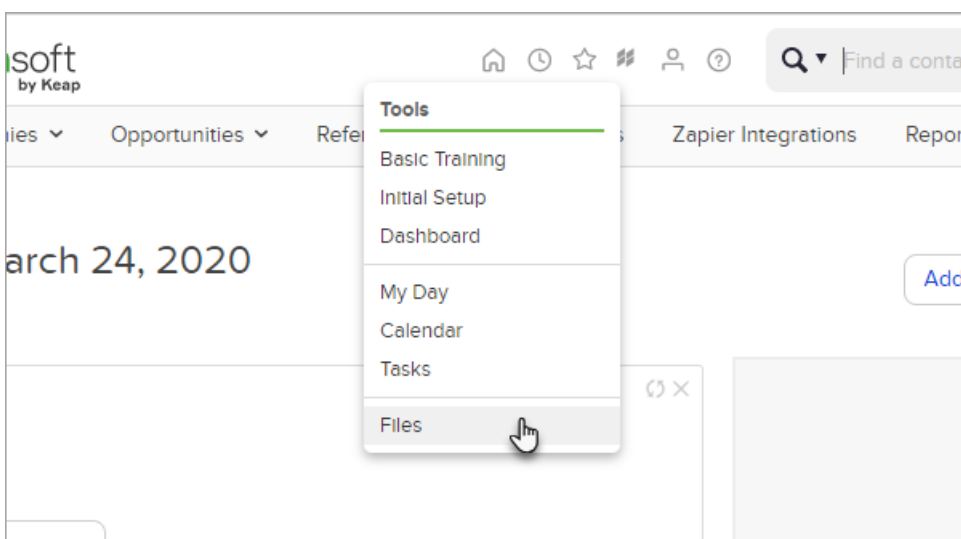 soft
by Keap
Find a conta
Tools
ies Opportunities Refe s Zapier Integrations Repor
Basic Training
Initial Setup
Dashboard
arch 24, 2020
Add
My Day
Calendar
Tasks
Files